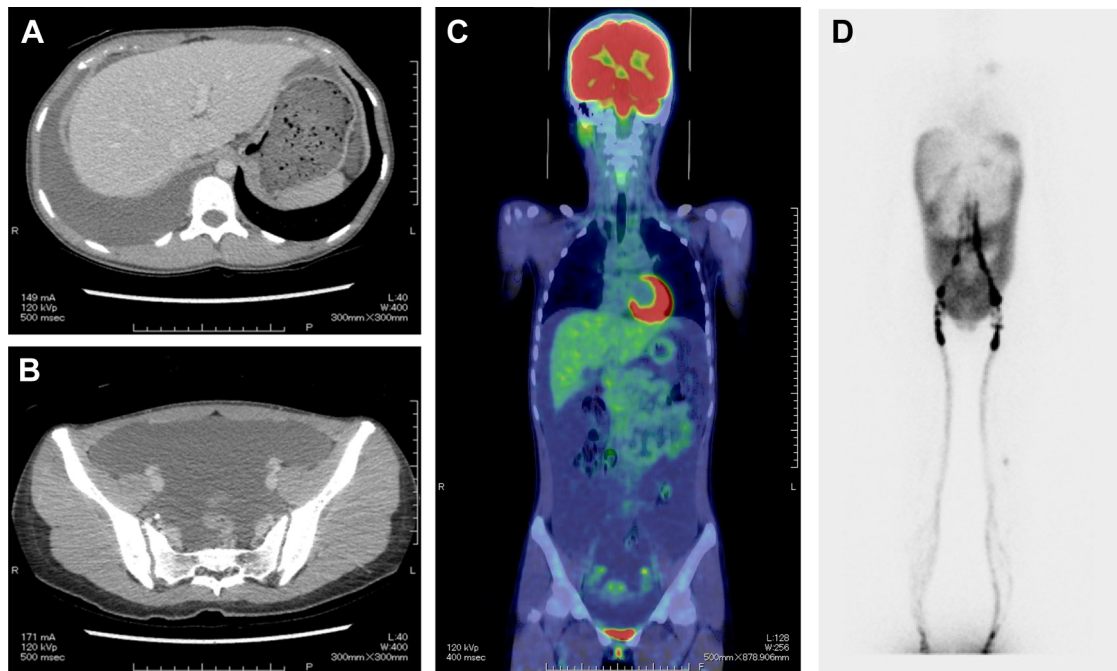 A
R
L
149 mA
120 kVp
500 msec
P
L:40
W:400
300mm×300mm
B
R
L
171 mA
120 kVp
500 msec
P
L:40
W:400
300mm×300mm
C
R
L
120 kVp
400 msec
F
L:128
W:256
500mm×878.906mm
D